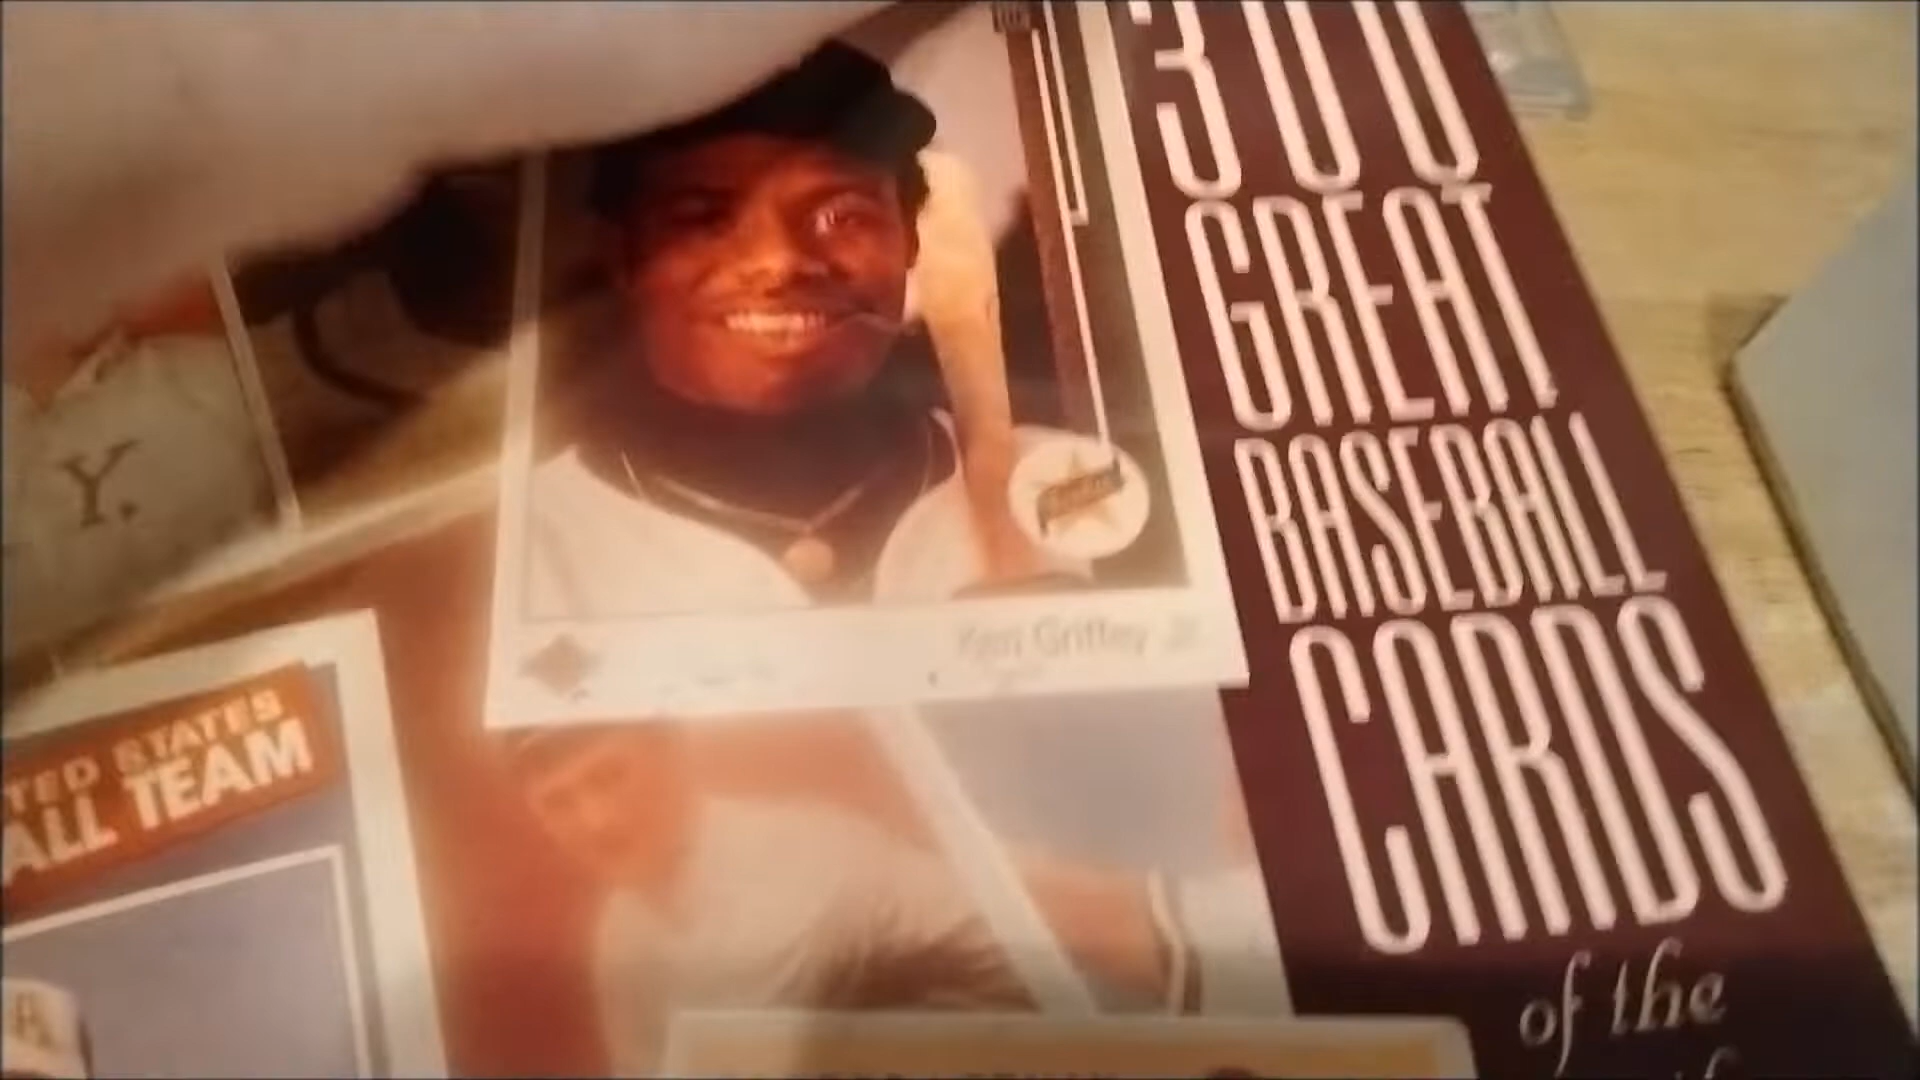 300
GREAT
BASEBALL
CARDS
of the
Ken Griffey Jr.
Y.
TED STATES
ALL TEAM